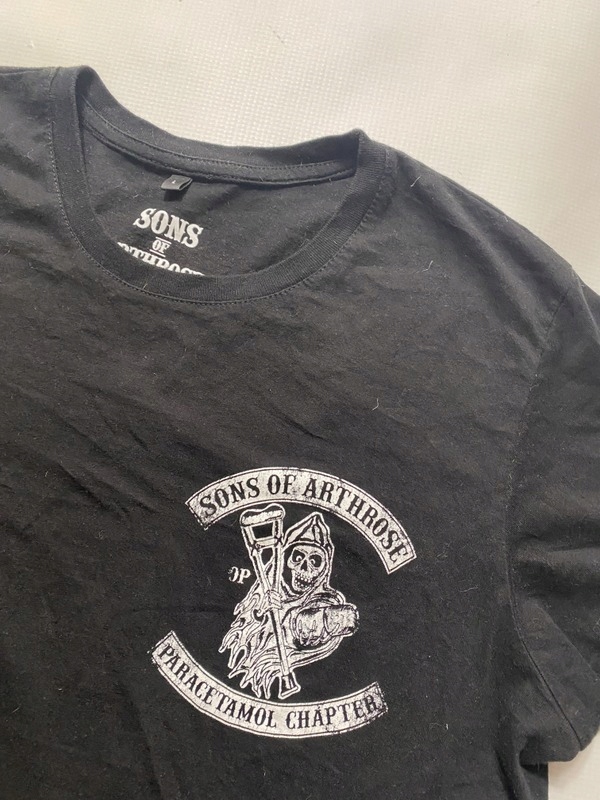 SONS
OF
SONS OF ARTHROSE
OP
PARACETAMOL CHAPTER